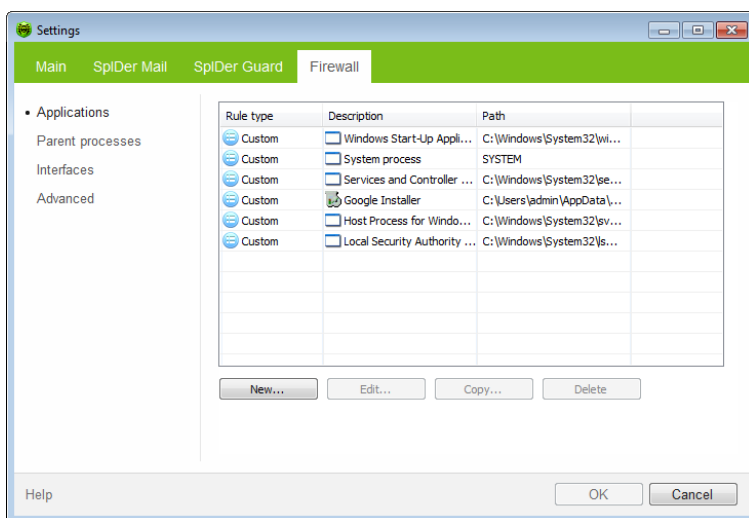 Settings
Main SpIDer Mail SpIDer Guard Firewall
Applications
Parent processes
Interfaces
Advanced
Rule type Description Path
Custom Windows Start-Up Appli... C:\Windows\System32\wi...
Custom System process SYSTEM
Custom Services and Controller ... C:\Windows\System32\se...
Custom Google Installer C:\Users\admin\AppData\...
Custom Host Process for Windo... C:\Windows\System32\sv...
Custom Local Security Authority ... C:\Windows\System32\ls...
New... Edit... Copy... Delete
Help OK Cancel